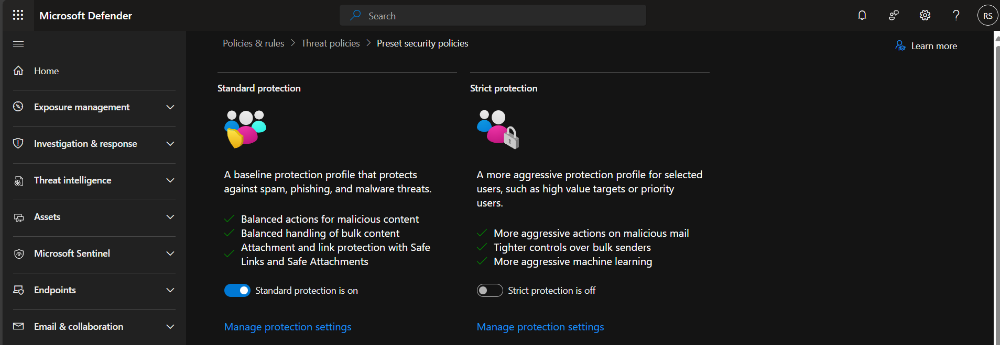 Microsoft Defender
Search
RS
Home
Exposure management
Investigation & response
Threat intelligence
Assets
Microsoft Sentinel
Endpoints
Email & collaboration
Policies & rules > Threat policies > Preset security policies
Learn more
Standard protection
A baseline protection profile that protects
against spam, phishing, and malware threats.
Balanced actions for malicious content
Balanced handling of bulk content
Attachment and link protection with Safe
Links and Safe Attachments
Standard protection is on
Manage protection settings
Strict protection
A more aggressive protection profile for selected
users, such as high value targets or priority
users.
More aggressive actions on malicious mail
Tighter controls over bulk senders
More aggressive machine learning
Strict protection is off
Manage protection settings